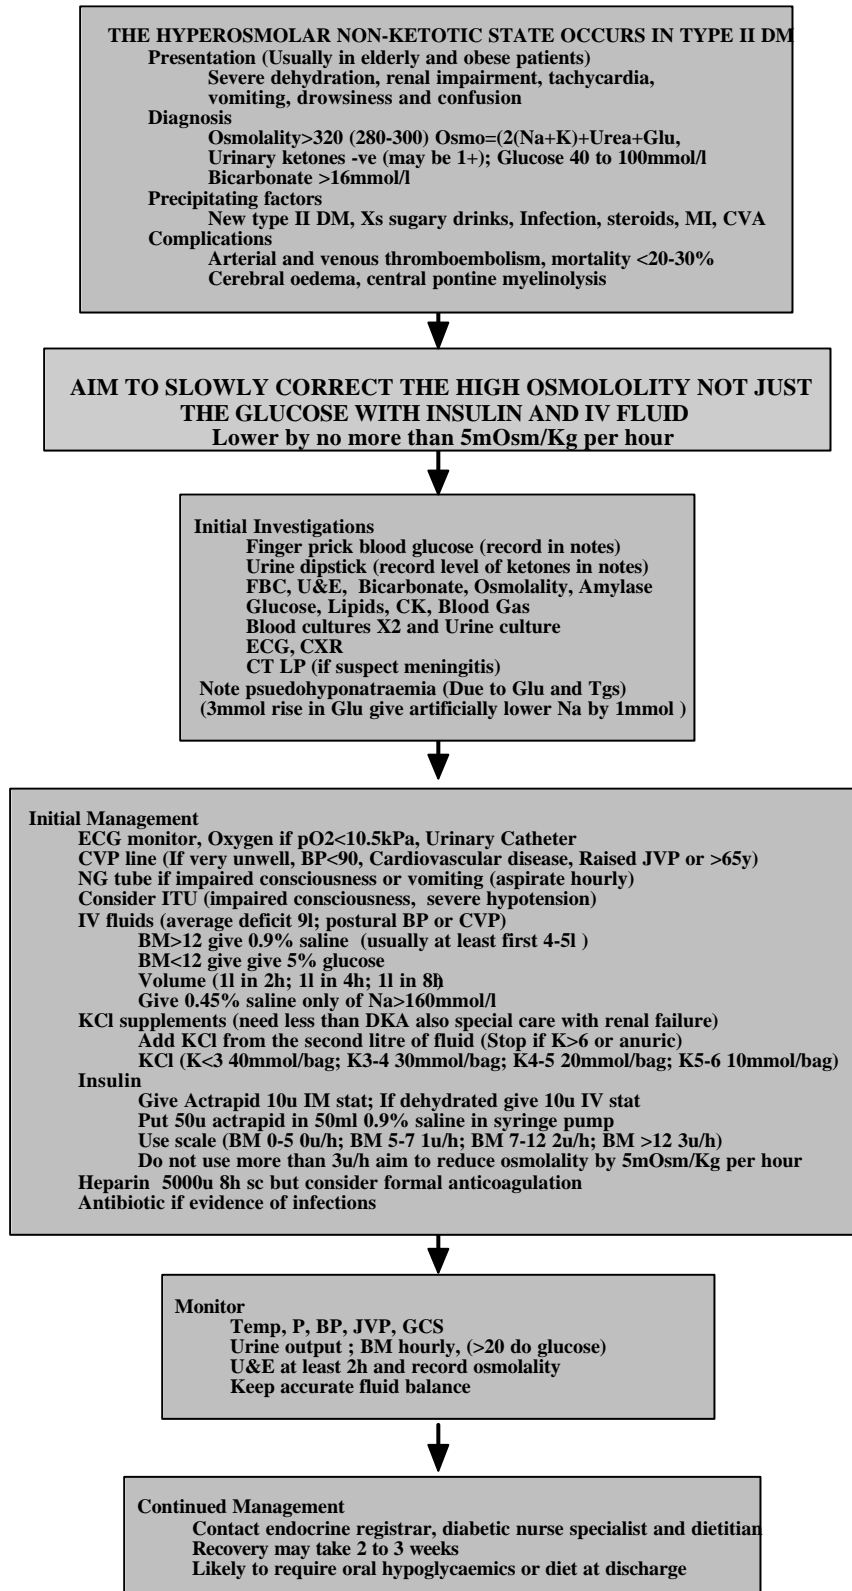 THE HYPEROSMOLAR NON-KETOTIC STATE OCCURS IN TYPE II DM
Presentation (Usually in elderly and obese patients)
Severe dehydration, renal impairment, tachycardia,
vomiting, drowsiness and confusion
Diagnosis
Osmolality>320 (280-300) Osmo=(2(Na+K)+Urea+Glu,
Urinary ketones -ve (may be 1+); Glucose 40 to 100mmol/l
Bicarbonate >16mmol/l
Precipitating factors
New type II DM, Xs sugary drinks, Infection, steroids, MI, CVA
Complications
Arterial and venous thromboembolism, mortality <20-30%
Cerebral oedema, central pontine myelinolysis
AIM TO SLOWLY CORRECT THE HIGH OSMOLOLITY NOT JUST
THE GLUCOSE WITH INSULIN AND IV FLUID
Lower by no more than 5mOsm/Kg per hour
Initial Investigations
Finger prick blood glucose (record in notes)
Urine dipstick (record level of ketones in notes)
FBC, U&E, Bicarbonate, Osmolality, Amylase
Glucose, Lipids, CK, Blood Gas
Blood cultures X2 and Urine culture
ECG, CXR
CT LP (if suspect meningitis)
Note psuedohyponatraemia (Due to Glu and Tgs)
(3mmol rise in Glu give artificially lower Na by 1mmol )
Initial Management
ECG monitor, Oxygen if pO2<10.5kPa, Urinary Catheter
CVP line (If very unwell, BP<90, Cardiovascular disease, Raised JVP or >65y)
NG tube if impaired consciousness or vomiting (aspirate hourly)
Consider ITU (impaired consciousness, severe hypotension)
IV fluids (average deficit 9l; postural BP or CVP)
BM>12 give 0.9% saline (usually at least first 4-5l )
BM<12 give give 5% glucose
Volume (1l in 2h; 1l in 4h; 1l in 8h)
Give 0.45% saline only of Na>160mmol/l
KCl supplements (need less than DKA also special care with renal failure)
Add KCl from the second litre of fluid (Stop if K>6 or anuric)
KCl (K<3 40mmol/bag; K3-4 30mmol/bag; K4-5 20mmol/bag; K5-6 10mmol/bag)
Insulin
Give Actrapid 10u IM stat; If dehydrated give 10u IV stat
Put 50u actrapid in 50ml 0.9% saline in syringe pump
Use scale (BM 0-5 0u/h; BM 5-7 1u/h; BM 7-12 2u/h; BM >12 3u/h)
Do not use more than 3u/h aim to reduce osmolality by 5mOsm/Kg per hour
Heparin 5000u 8h sc but consider formal anticoagulation
Antibiotic if evidence of infections
Monitor
Temp, P, BP, JVP, GCS
Urine output ; BM hourly, (>20 do glucose)
U&E at least 2h and record osmolality
Keep accurate fluid balance
Continued Management
Contact endocrine registrar, diabetic nurse specialist and dietitian
Recovery may take 2 to 3 weeks
Likely to require oral hypoglycaemics or diet at discharge